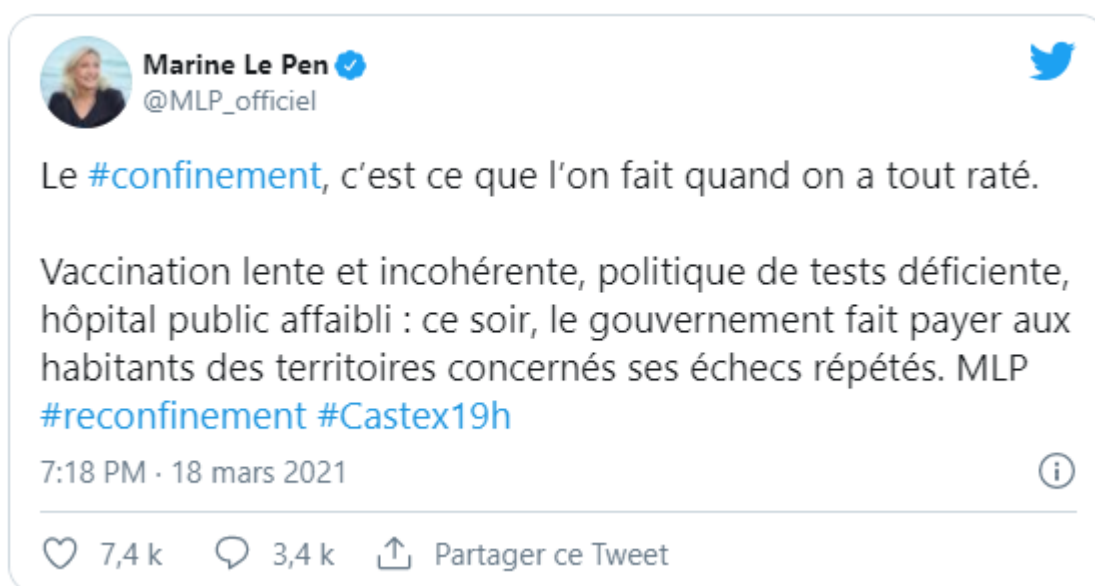 Marine Le Pen
@MLP_officiel
Le #confinement, c’est ce que l’on fait quand on a tout raté.
Vaccination lente et incohérente, politique de tests déficiente,
hôpital public affaibli : ce soir, le gouvernement fait payer aux
habitants des territoires concernés ses échecs répétés. MLP
#reconfinement #Castex19h
7:18 PM · 18 mars 2021
7,4 k 3,4 k Partager ce Tweet